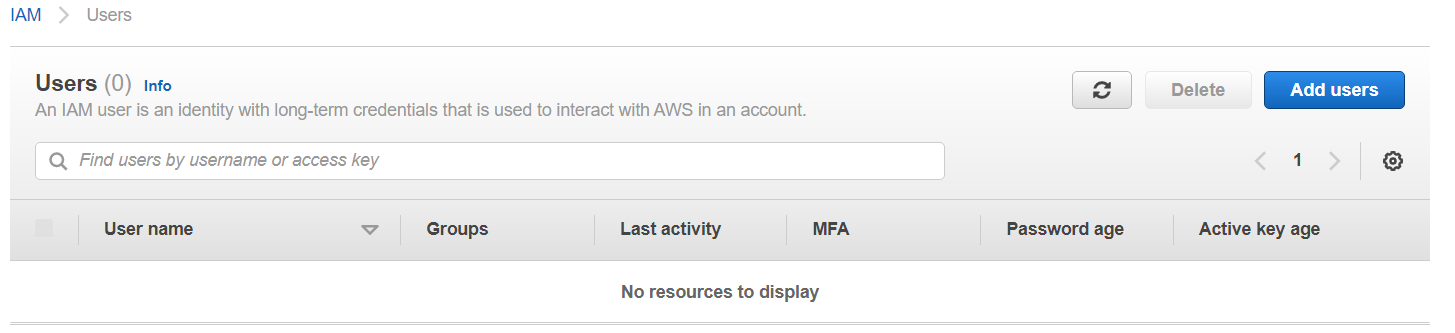 IAM Users
Users (0) Info
An IAM user is an identity with long-term credentials that is used to interact with AWS in an account.
Delete
Add users
Find users by username or access key
1
User name Groups Last activity MFA Password age Active key age
No resources to display